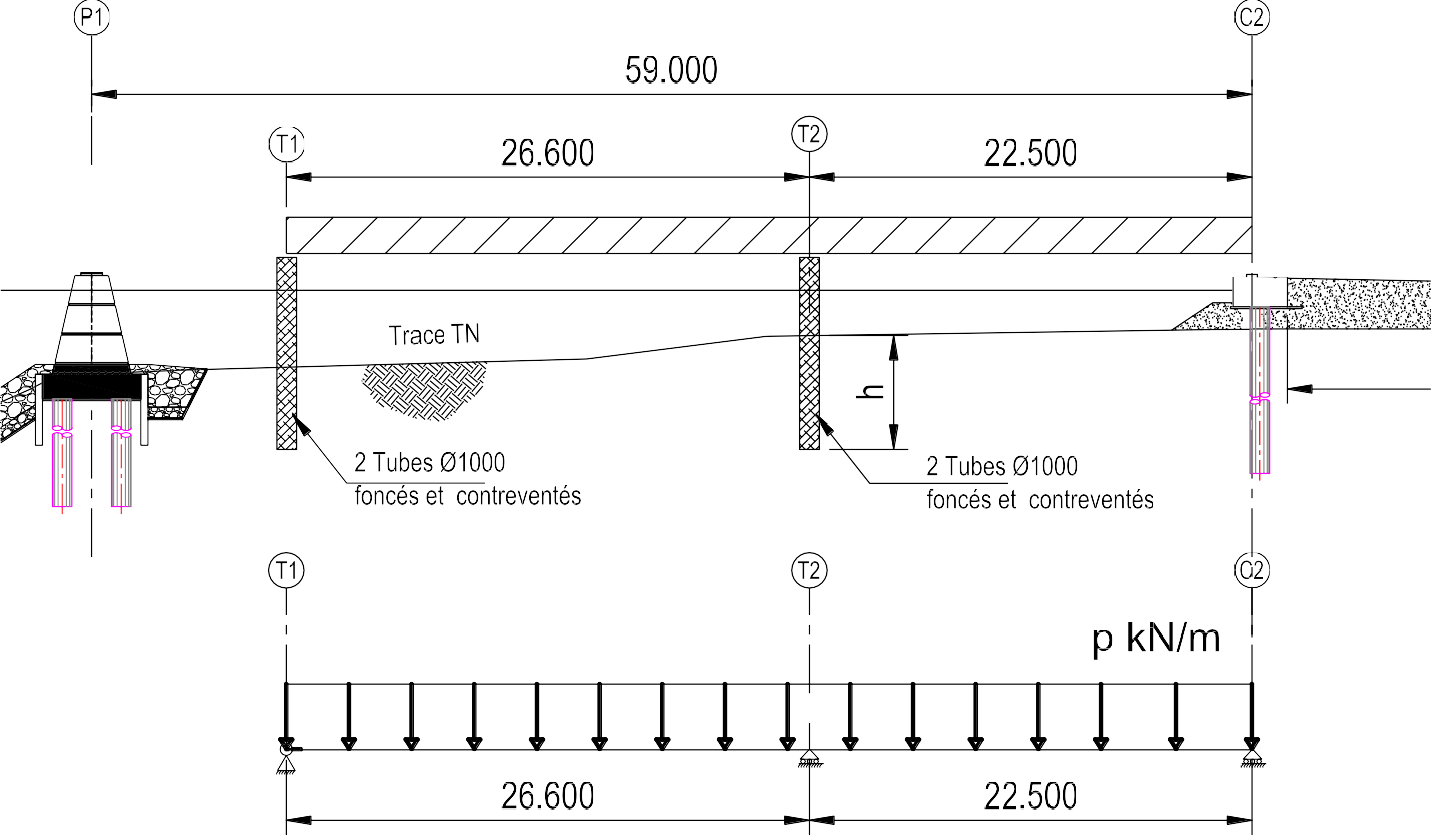 P1
C2
59.000
T1
T2
26.600
22.500
Trace TN
h
2 Tubes Ø1000
foncés et contreventés
2 Tubes Ø1000
foncés et contreventés
T1
T2
C2
p kN/m
26.600
22.500